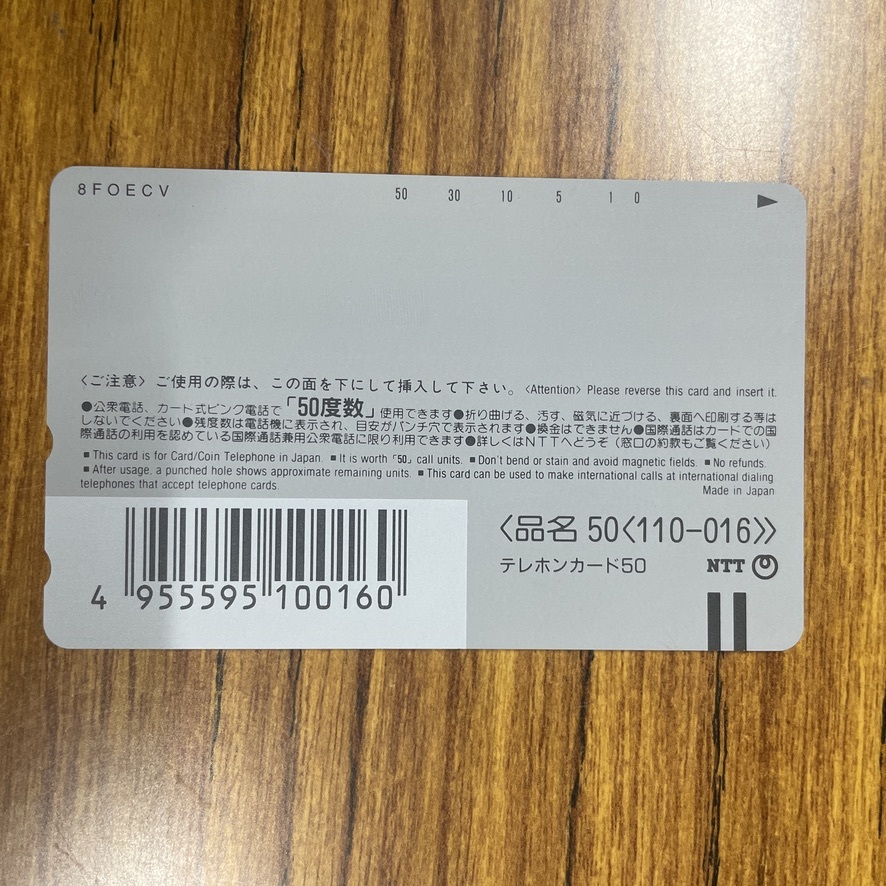 8FOECV 50 30 10 5 1 0
〈ご注意〉ご使用の際は、この面を下にして挿入して下さい。〈Attention〉Please reverse this card and insert it.
●公衆電話、カード式ピンク電話で「50度数」使用できます●折り曲げる、汚す、磁気に近づける、裏面へ印刷する等は
しないでください●残度数は電話機に表示され、目安がパンチ穴で表示されます●換金はできません●国際通話はカードでの国
際通話の利用を認めている国際通話兼用公衆電話に限り利用できます●詳しくはNTTへどうぞ(窓口の約款もご覧ください)
■This card is for Card/Coin Telephone in Japan. ■It is worth「50」call units. ■Don't bend or stain and avoid magnetic fields. ■No refunds.
■After usage, a punched hole shows approximate remaining units. ■This card can be used to make international calls at international dialing
telephones that accept telephone cards.
Made in Japan
4 955595 100160
〈品名 50〈110-016〉〉
テレホンカード50 NTT